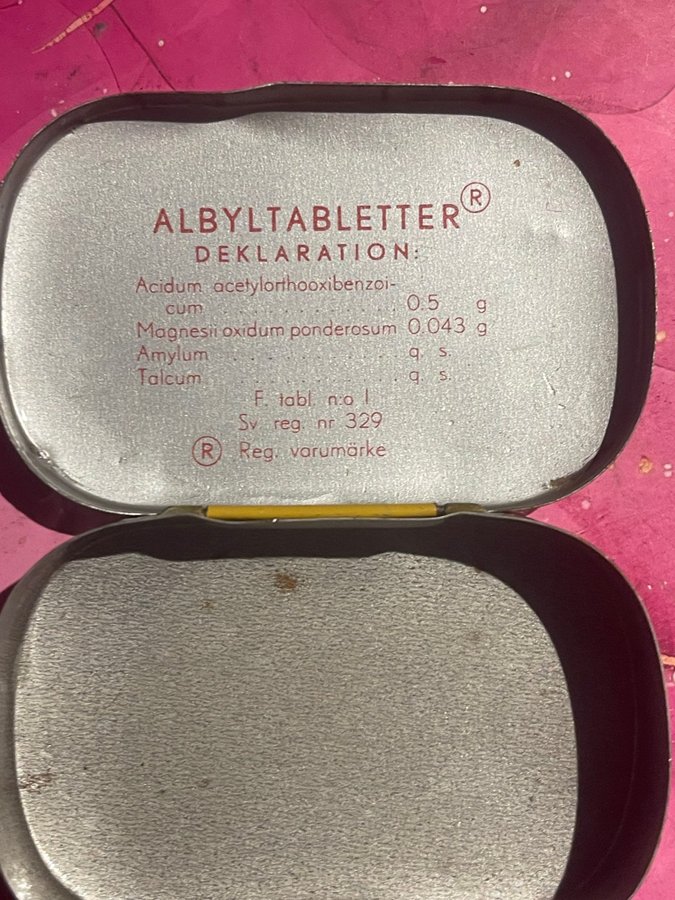 ALBYLTABLETTER®
DEKLARATION:
Acidum acetylorthooxibenzoi-
cum . . . . . . . . . . . . . 0.5 g
Magnesii oxidum ponderosum 0.043 g
Amylum . . . . . . . . . . . q. s.
Talcum . . . . . . . . . . . q. s.
F. tabl. n:o 1
Sv. reg. nr 329
® Reg. varumärke